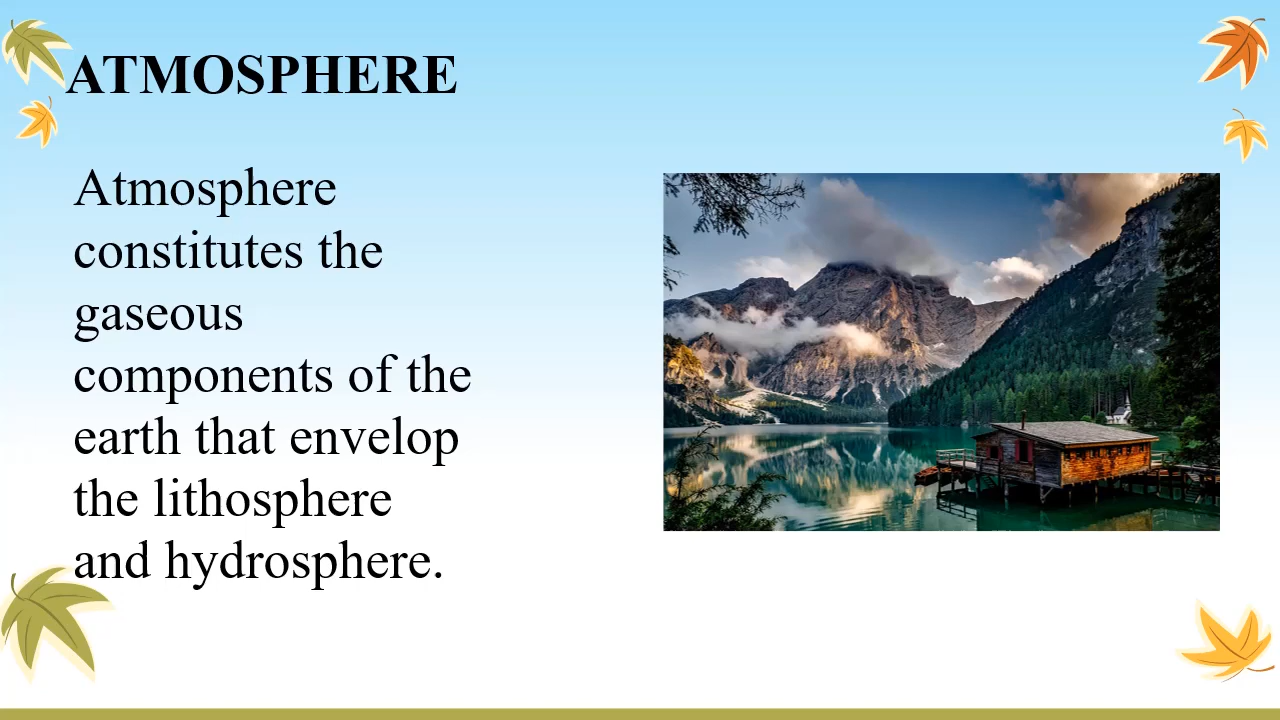 ATMOSPHERE
Atmosphere
constitutes the
gaseous
components of the
earth that envelop
the lithosphere
and hydrosphere.